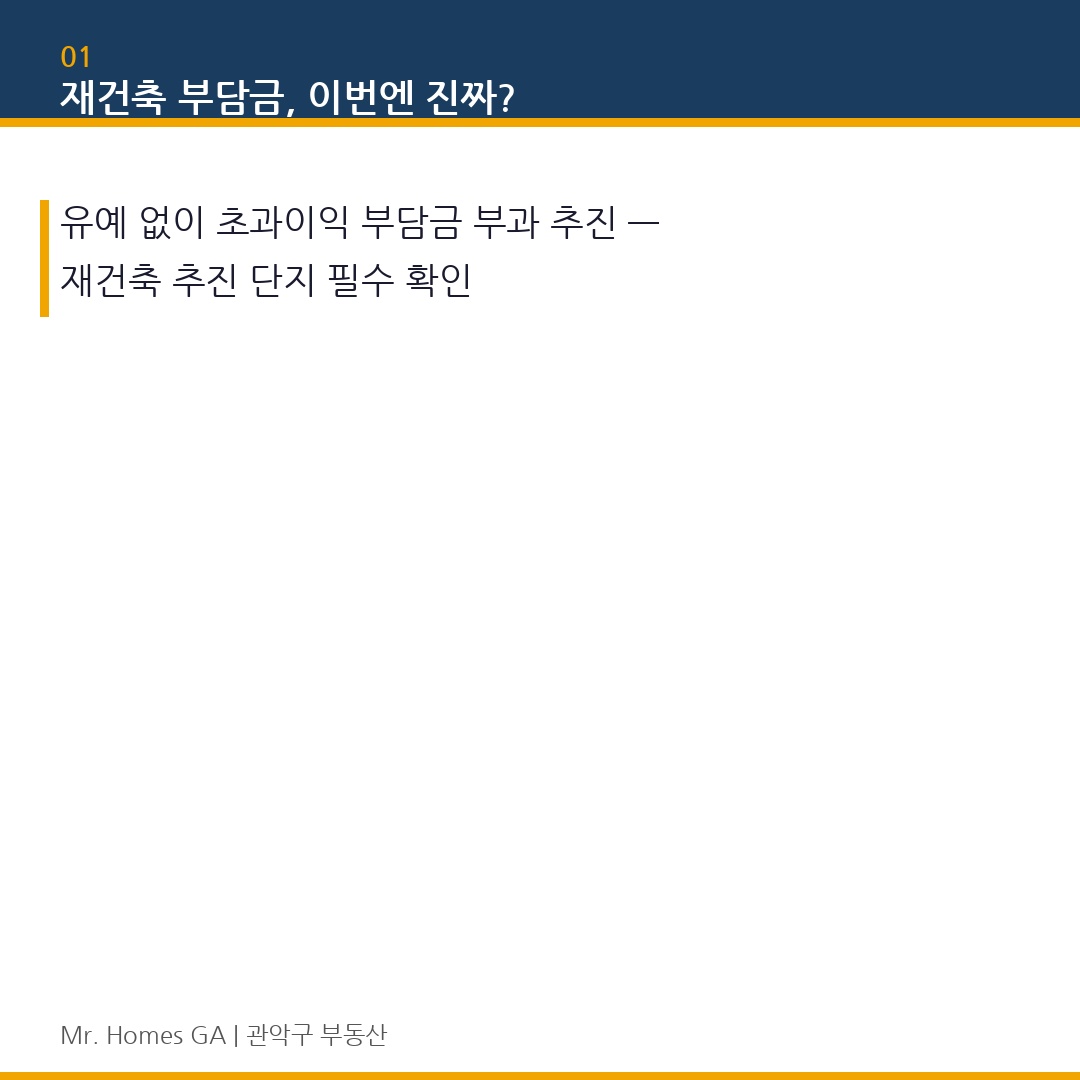 01
재건축 부담금, 이번엔 진짜?
유예 없이 초과이익 부담금 부과 추진 —
재건축 추진 단지 필수 확인
Mr. Homes GA | 관악구 부동산